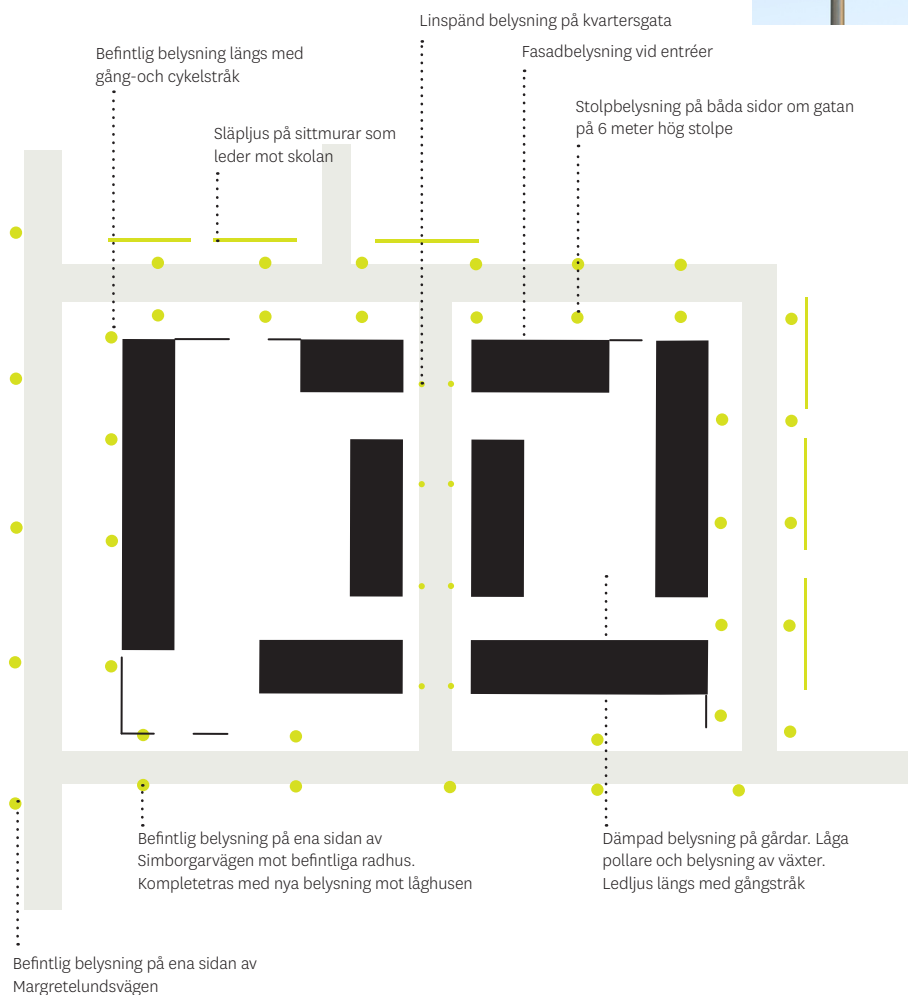 Linspänd belysning på kvartersgata
Befintlig belysning längs med
gång-och cykelstråk
Fasadbelysning vid entréer
Stolpbelysning på båda sidor om gatan
på 6 meter hög stolpe
Släpljus på sittmurar som
leder mot skolan
Befintlig belysning på ena sidan av
Simborgarvägen mot befintliga radhus.
Kompletetras med nya belysning mot låghusen
Dämpad belysning på gårdar. Låga
pollare och belysning av växter.
Ledljus längs med gångstråk
Befintlig belysning på ena sidan av
Margretelundsvägen